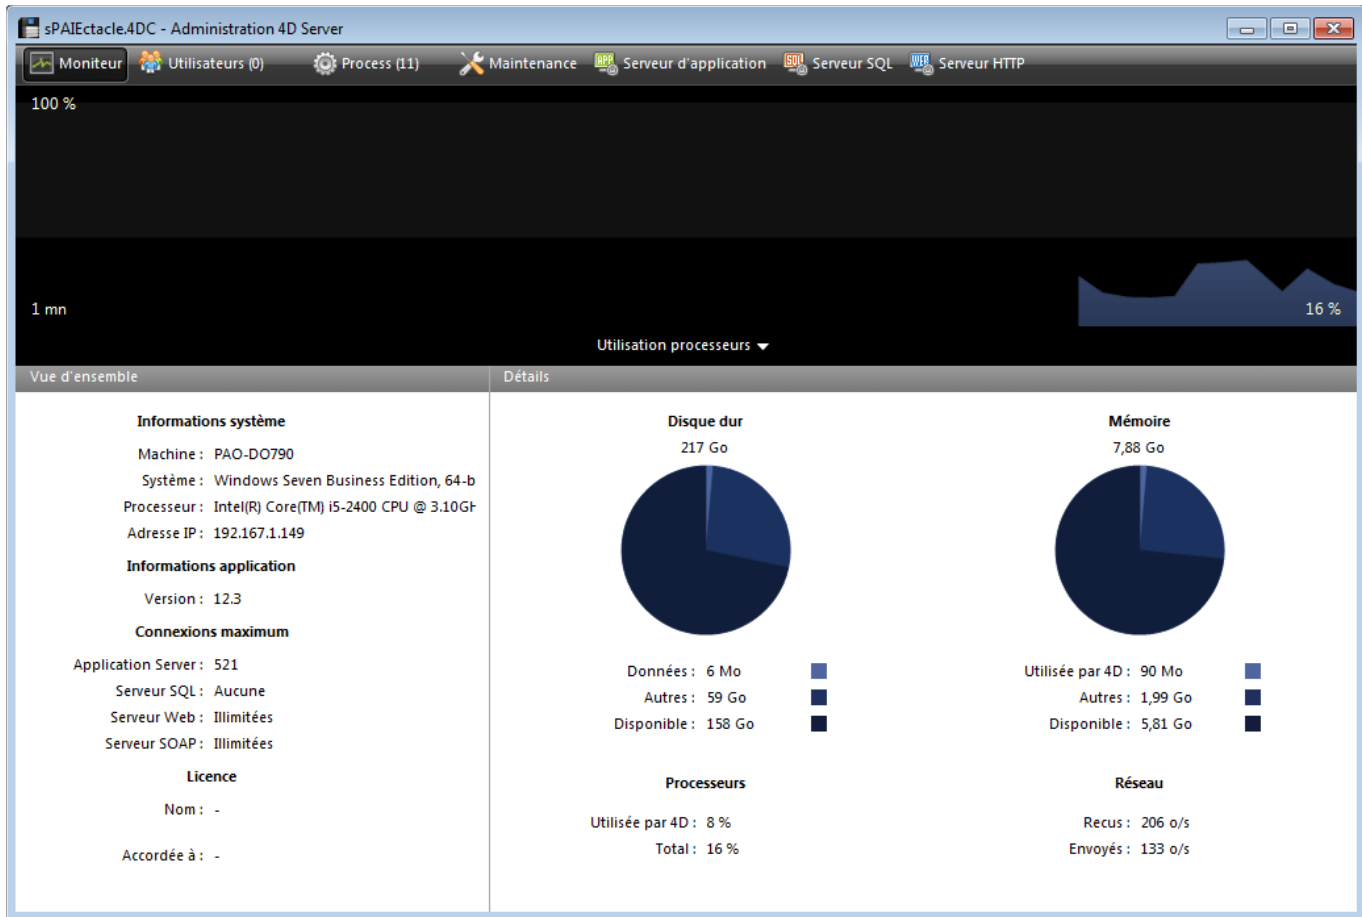 sPAIEctacle.4DC - Administration 4D Server
Moniteur Utilisateurs (0) Process (11) Maintenance Serveur d'application Serveur SQL Serveur HTTP
100 %
1 mn 16 %
Utilisation processeurs
Vue d'ensemble
Informations système
Machine : PAO-DO790
Système : Windows Seven Business Edition, 64-b
Processeur : Intel(R) Core(TM) i5-2400 CPU @ 3.10GH
Adresse IP : 192.167.1.149
Informations application
Version : 12.3
Connexions maximum
Application Server : 521
Serveur SQL : Aucune
Serveur Web : Illimitées
Serveur SOAP : Illimitées
Licence
Nom : -
Accordée à : -
Détails
Disque dur
217 Go
Données : 6 Mo
Autres : 59 Go
Disponible : 158 Go
Mémoire
7,88 Go
Utilisée par 4D : 90 Mo
Autres : 1,99 Go
Disponible : 5,81 Go
Processeurs
Utilisée par 4D : 8 %
Total : 16 %
Réseau
Recus : 206 o/s
Envoyés : 133 o/s